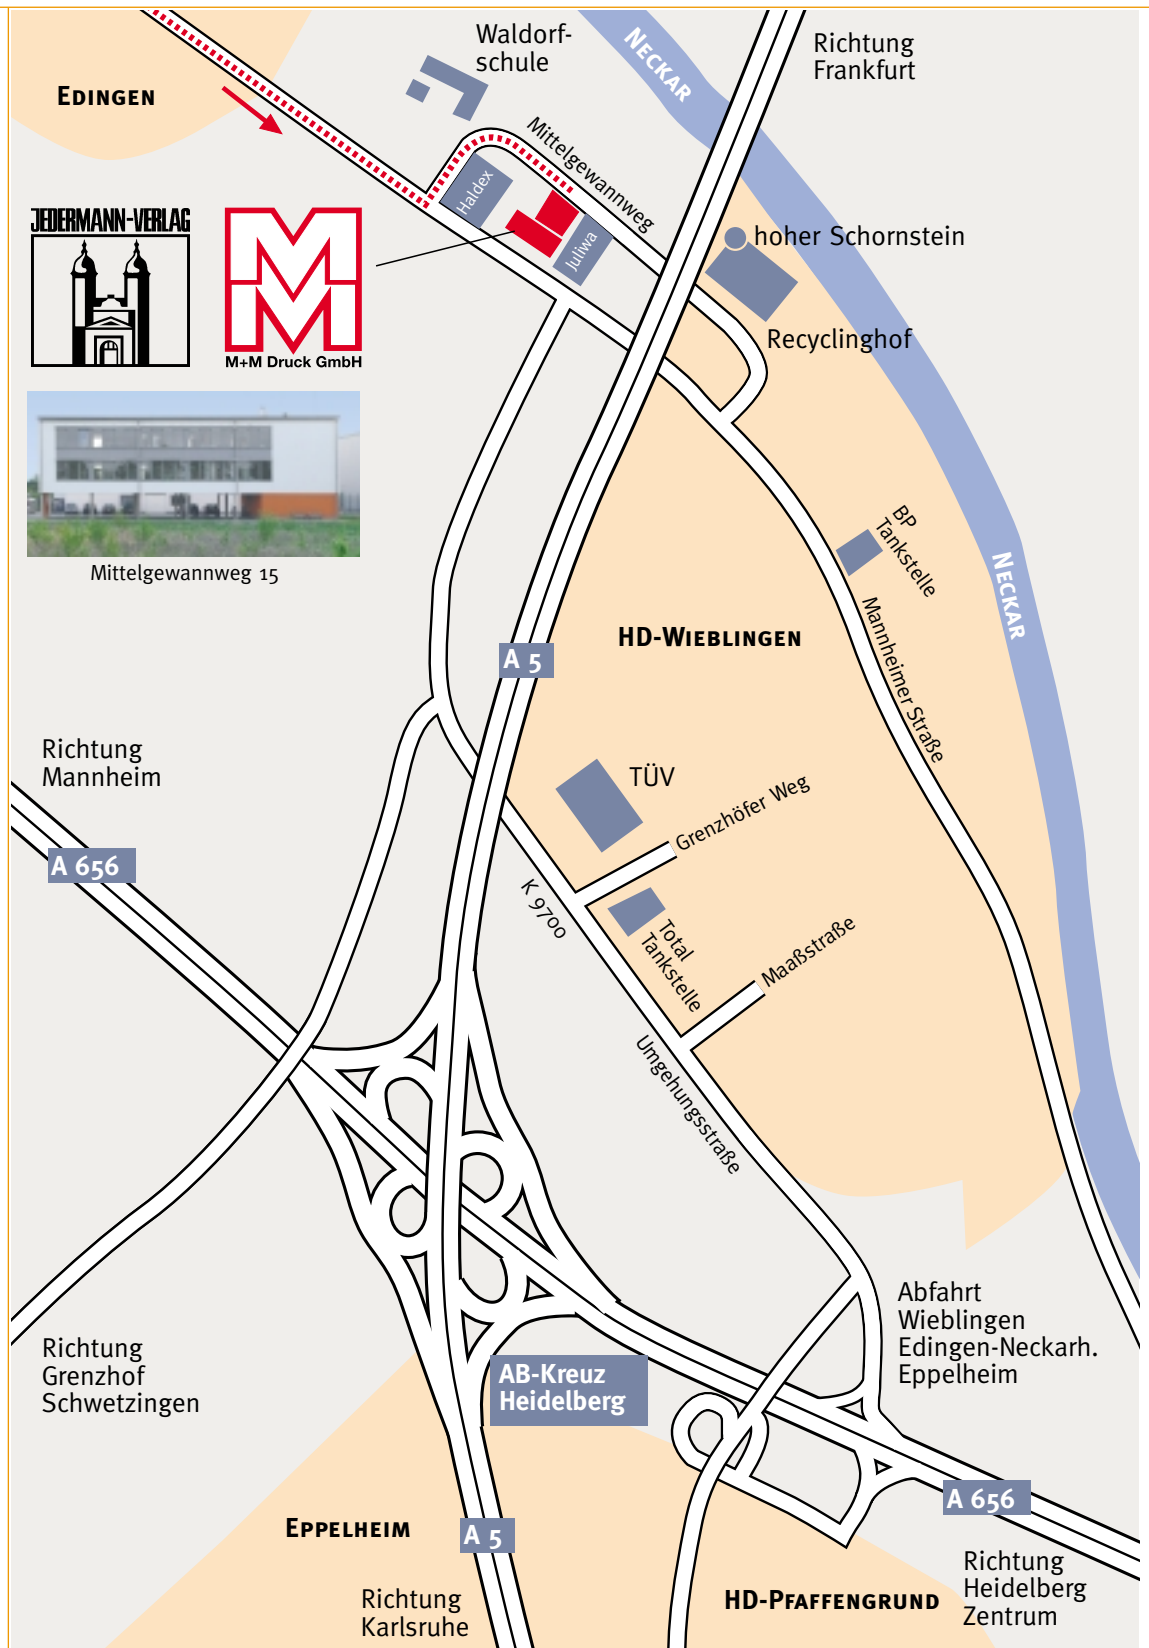 Waldorf-
schule
NECKAR
Richtung
Frankfurt
EDINGEN
Mittelgewannweg
Haldex
Juliwa
JEDERMANN-VERLAG
MM
M+M Druck GmbH
hoher Schornstein
Recyclinghof
Mittelgewannweg 15
BP
Tankstelle
NECKAR
Mannheimer Straße
HD-WIEBLINGEN
A 5
Richtung
Mannheim
TÜV
Grenzhöfer Weg
A 656
K 9700
Total
Tankstelle
Maaßstraße
Umgehungsstraße
Abfahrt
Wieblingen
Edingen-Neckarh.
Eppelheim
Richtung
Grenzhof
Schwetzingen
AB-Kreuz
Heidelberg
A 656
EPPELHEIM
A 5
Richtung
Heidelberg
Zentrum
HD-PFAFFENGRUND
Richtung
Karlsruhe